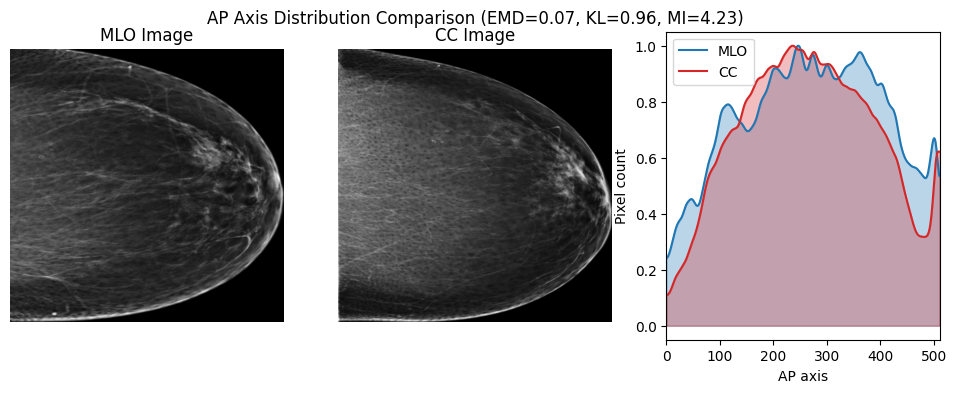 AP Axis Distribution Comparison (EMD=0.07, KL=0.96, MI=4.23)
MLO Image
CC Image
MLO
CC
1.0
0.8
0.6
0.4
0.2
0.0
Pixel count
0 100 200 300 400 500
AP axis